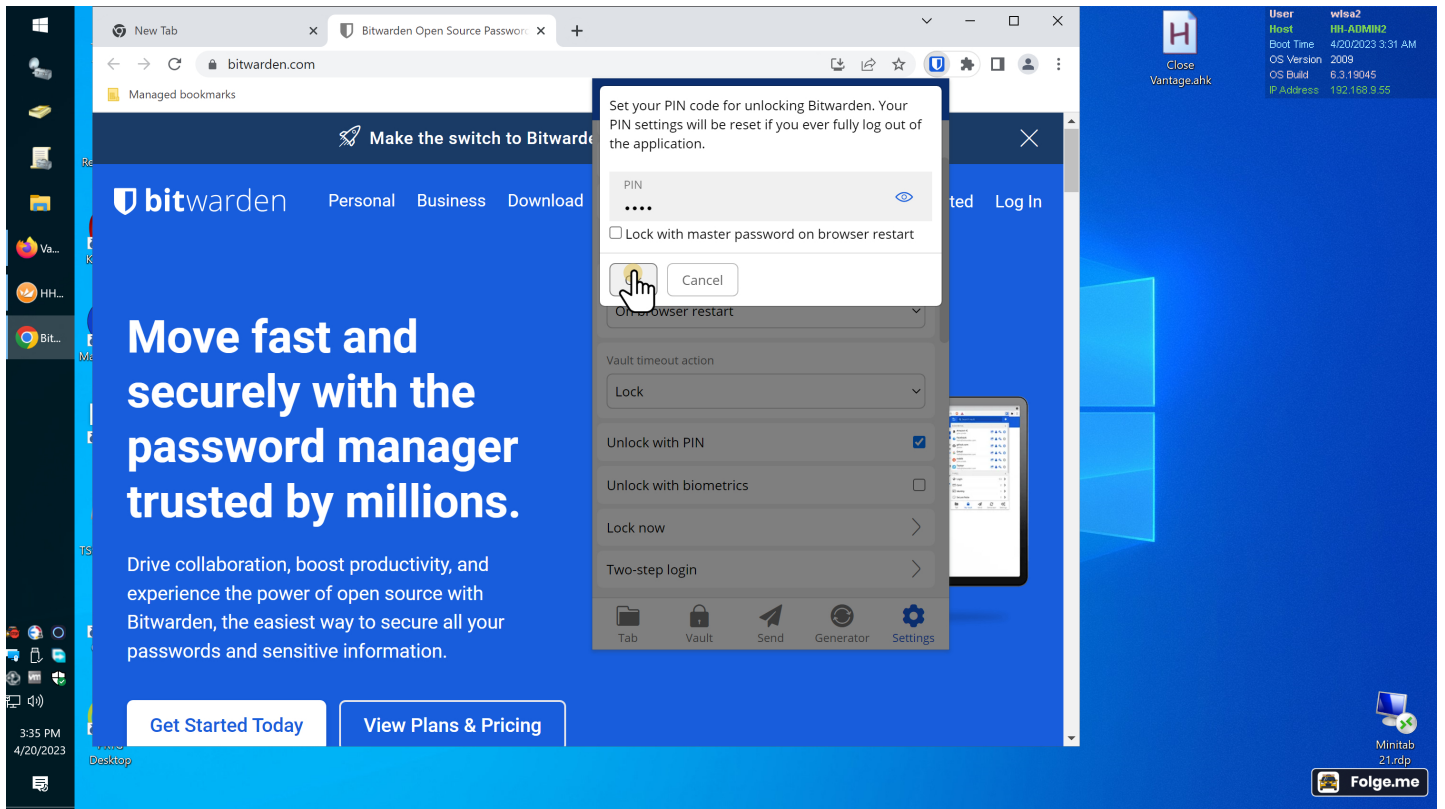 New Tab
Bitwarden Open Source Passwor
bitwarden.com
Managed bookmarks
Make the switch to Bitwarde
bitwarden
Personal
Business
Download
ted
Log In
Move fast and
securely with the
password manager
trusted by millions.
Drive collaboration, boost productivity, and
experience the power of open source with
Bitwarden, the easiest way to secure all your
passwords and sensitive information.
Get Started Today
View Plans & Pricing
Set your PIN code for unlocking Bitwarden. Your
PIN settings will be reset if you ever fully log out of
the application.
PIN
••••
Lock with master password on browser restart
Cancel
On browser restart
Vault timeout action
Lock
Unlock with PIN
Unlock with biometrics
Lock now
Two-step login
Tab
Vault
Send
Generator
Settings
Va...
HH...
Bit...
3:35 PM
4/20/2023
Desktop
H
Close
Vantage.ahk
User wlsa2
Host HH-ADMIN2
Boot Time 4/20/2023 3:31 AM
OS Version 2009
OS Build 6.3.19045
IP Address 192.168.9.55
Minitab
21.rdp
Folge.me